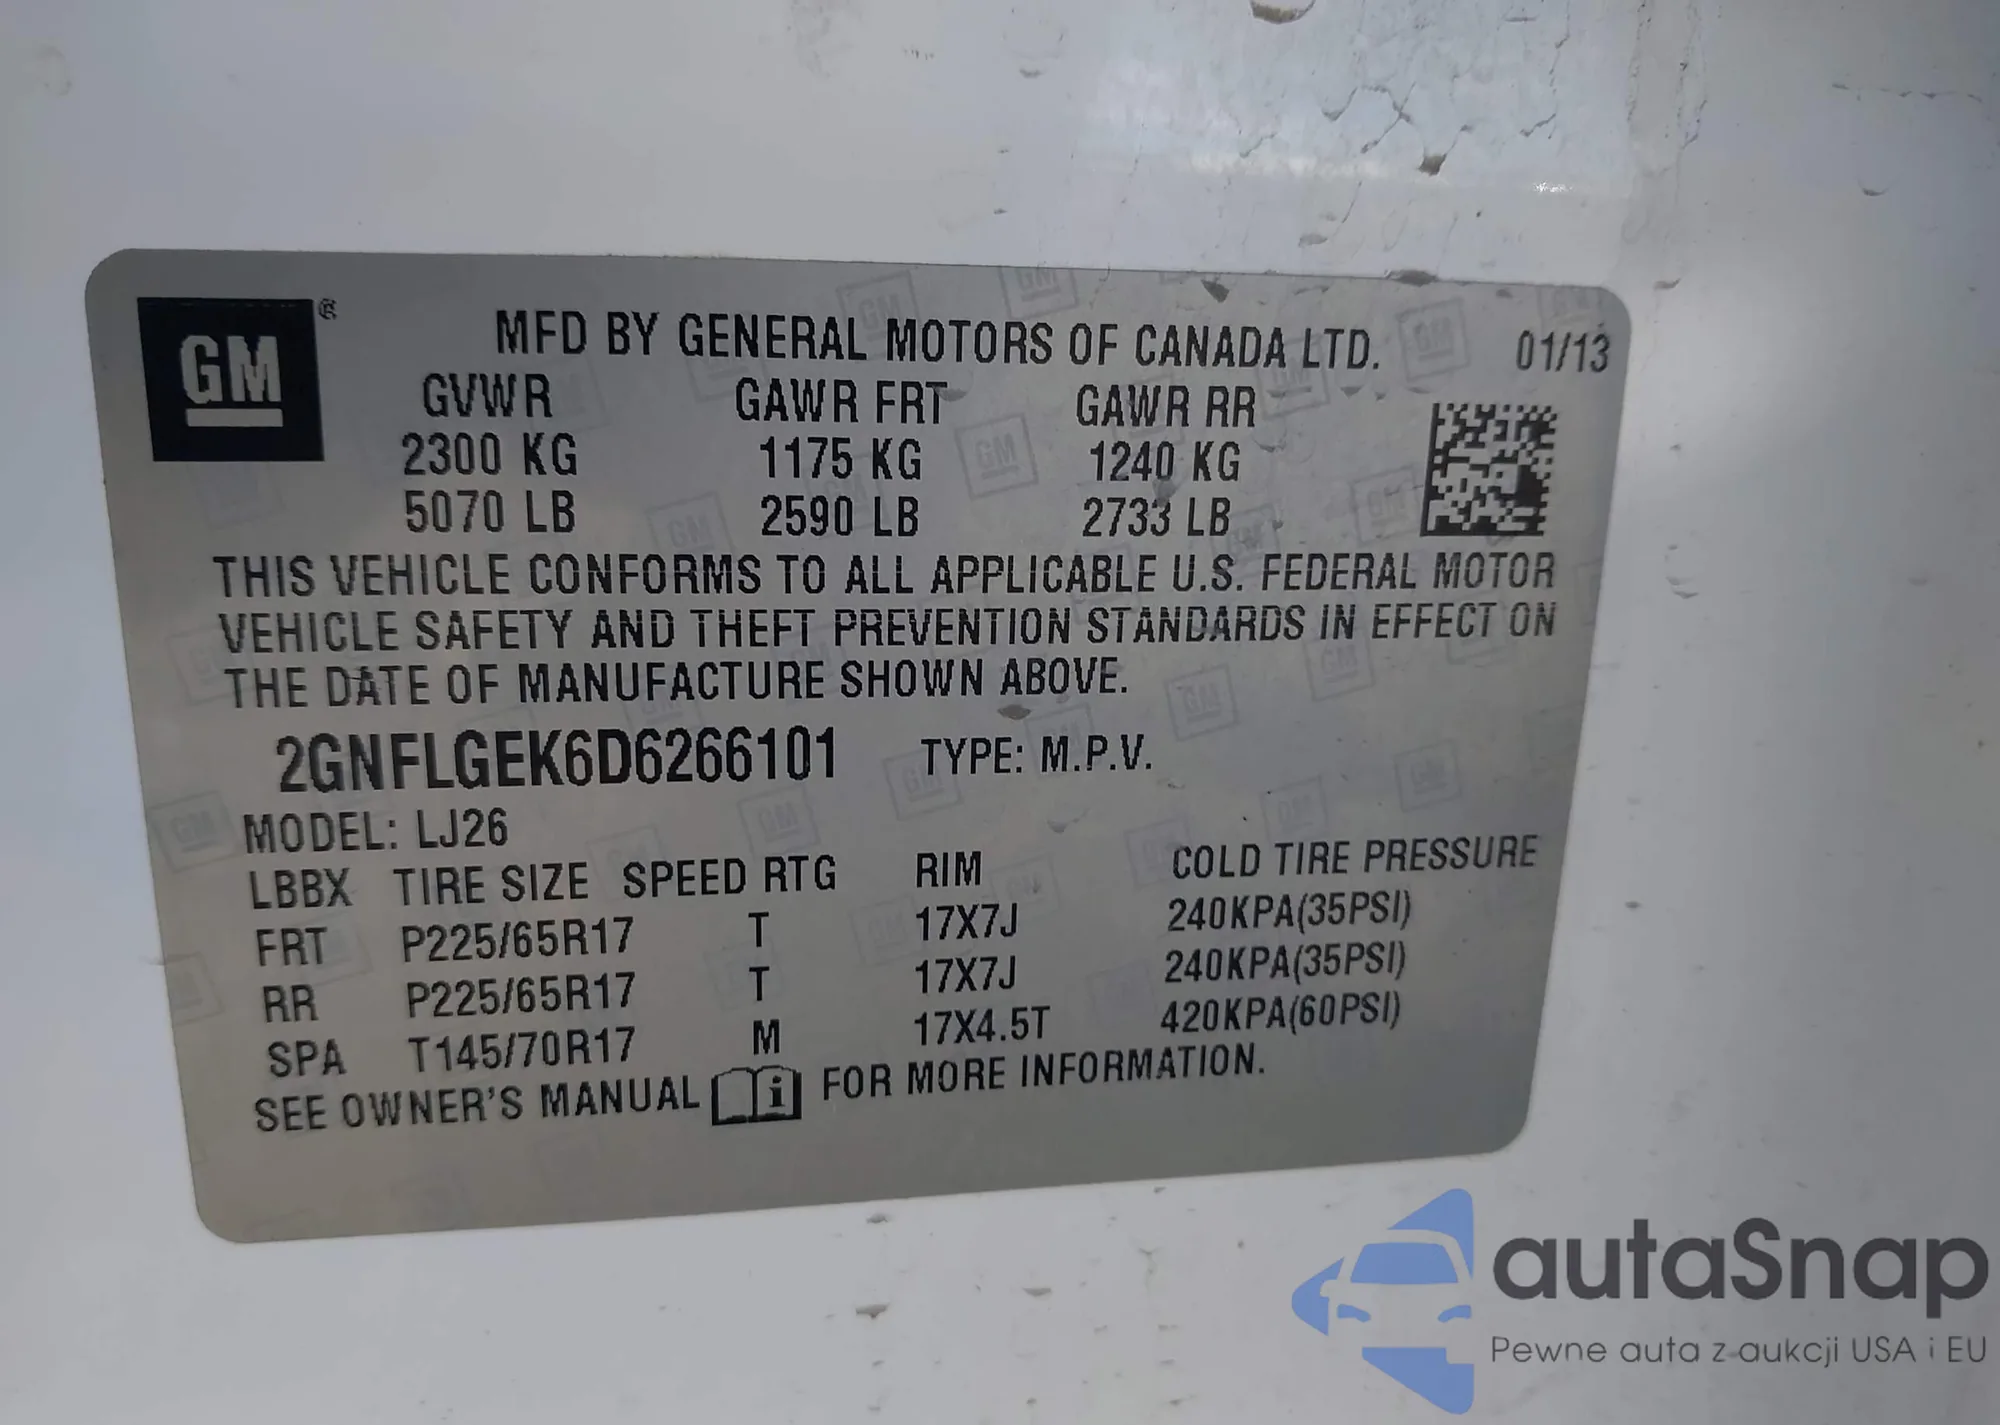 GM ®
MFD BY GENERAL MOTORS OF CANADA LTD. 01/13
GVWR GAWR FRT GAWR RR
2300 KG 1175 KG 1240 KG
5070 LB 2590 LB 2733 LB
THIS VEHICLE CONFORMS TO ALL APPLICABLE U.S. FEDERAL MOTOR
VEHICLE SAFETY AND THEFT PREVENTION STANDARDS IN EFFECT ON
THE DATE OF MANUFACTURE SHOWN ABOVE.
2GNFLGEK6D6266101 TYPE: M.P.V.
MODEL: LJ26
LBBX TIRE SIZE SPEED RTG RIM COLD TIRE PRESSURE
FRT P225/65R17 T 17X7J 240KPA(35PSI)
RR P225/65R17 T 17X7J 240KPA(35PSI)
SPA T145/70R17 M 17X4.5T 420KPA(60PSI)
SEE OWNER'S MANUAL i FOR MORE INFORMATION.
autaSnap
Pewne auta z aukcji USA i EU